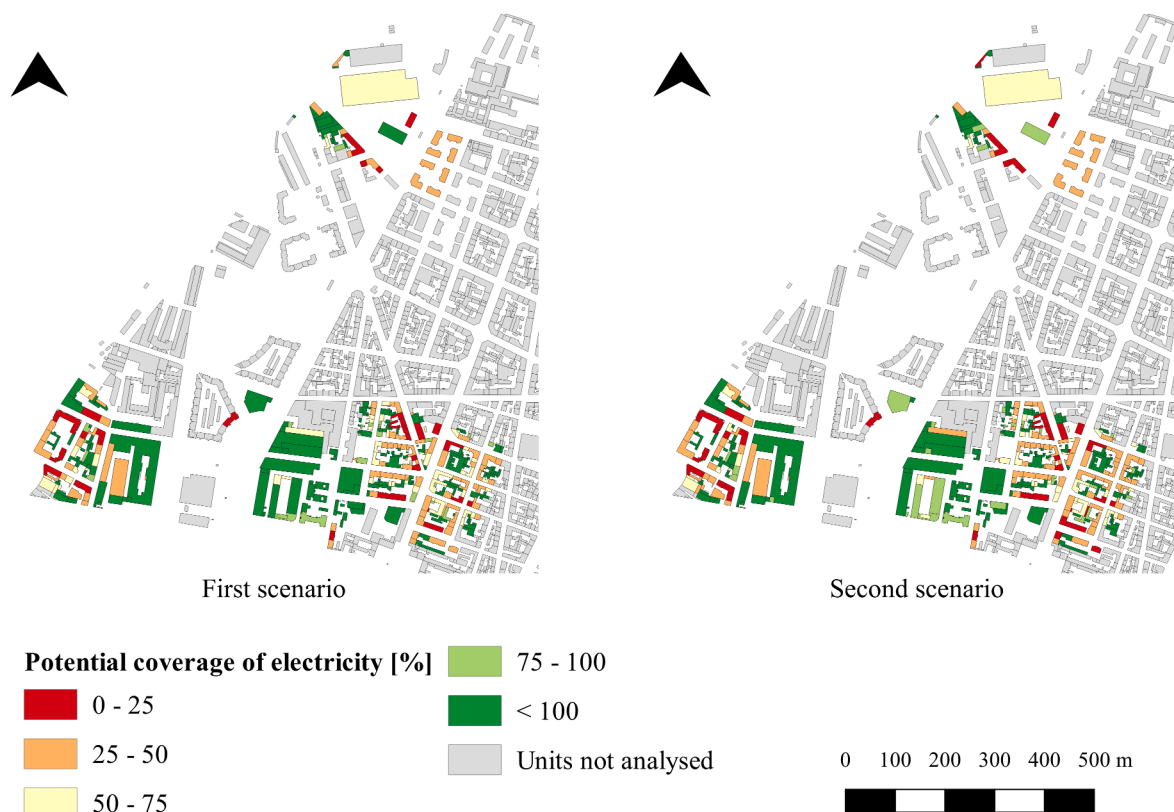 First scenario
Second scenario
Potential coverage of electricity [%]
0 - 25
25 - 50
50 - 75
75 - 100
< 100
Units not analysed
0 100 200 300 400 500 m